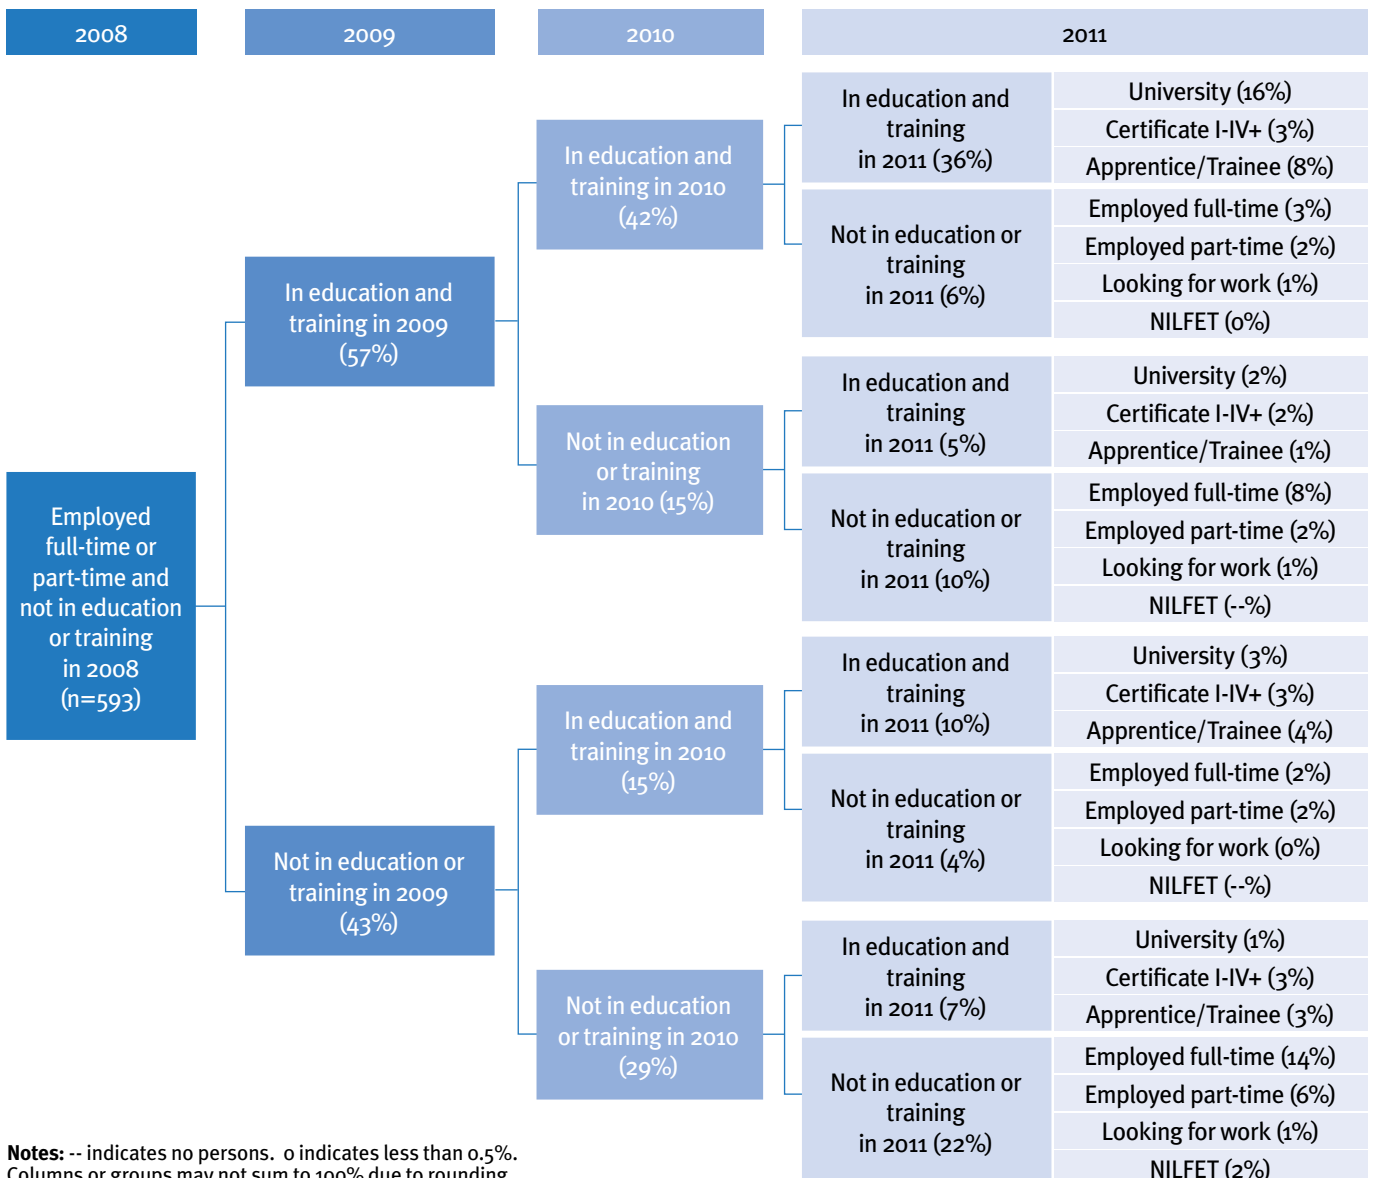 2008
2009
2010
2011
Employed
full-time or
part-time and
not in education
or training
in 2008
(n=593)
In education and
training in 2009
(57%)
Not in education or
training in 2009
(43%)
In education and
training in 2010
(42%)
Not in education
or training
in 2010 (15%)
In education and
training in 2010
(15%)
Not in education
or training in 2010
(29%)
In education and
training
in 2011 (36%)
University (16%)
Certificate I-IV+ (3%)
Apprentice/Trainee (8%)
Not in education or
training
in 2011 (6%)
Employed full-time (3%)
Employed part-time (2%)
Looking for work (1%)
NILFET (0%)
In education and
training
in 2011 (5%)
University (2%)
Certificate I-IV+ (2%)
Apprentice/Trainee (1%)
Not in education or
training
in 2011 (10%)
Employed full-time (8%)
Employed part-time (2%)
Looking for work (1%)
NILFET (--%)
In education and
training
in 2011 (10%)
University (3%)
Certificate I-IV+ (3%)
Apprentice/Trainee (4%)
Not in education or
training
in 2011 (4%)
Employed full-time (2%)
Employed part-time (2%)
Looking for work (0%)
NILFET (--%)
In education and
training
in 2011 (7%)
University (1%)
Certificate I-IV+ (3%)
Apprentice/Trainee (3%)
Not in education or
training
in 2011 (22%)
Employed full-time (14%)
Employed part-time (6%)
Looking for work (1%)
NILFET (2%)
Notes: -- indicates no persons. 0 indicates less than 0.5%.
Columns or groups may not sum to 100% due to rounding.